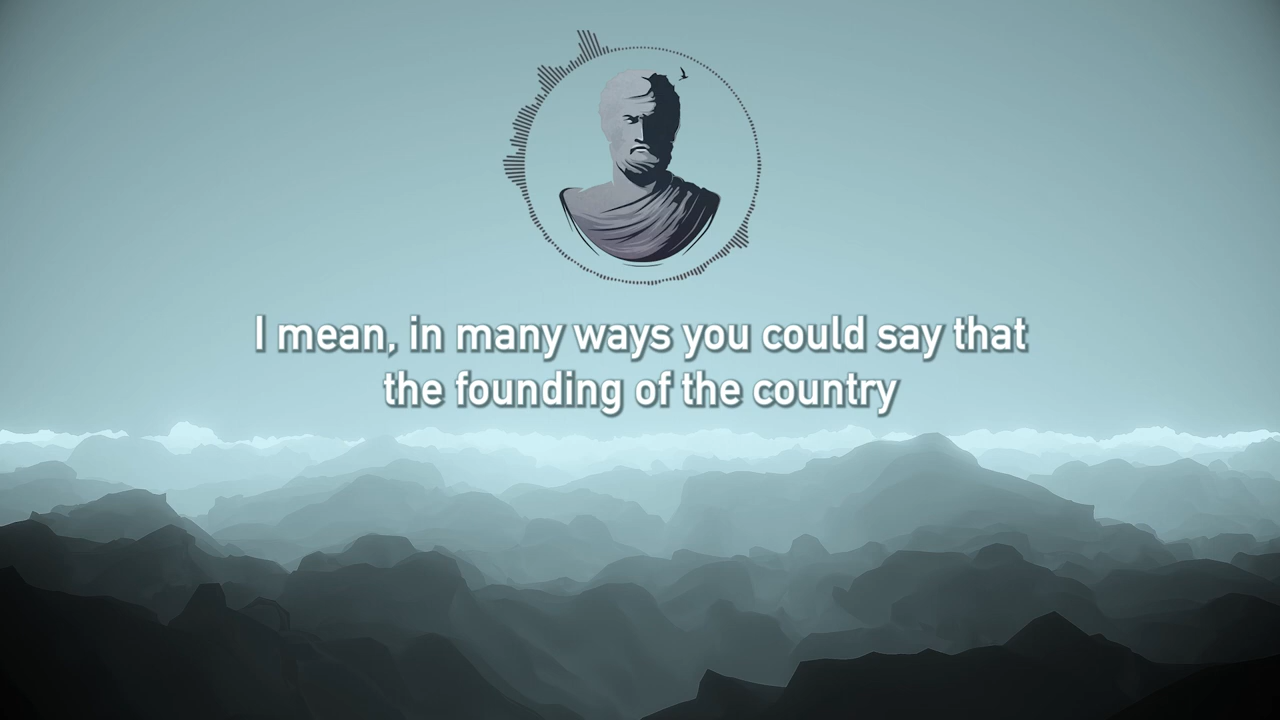 I mean, in many ways you could say that
the founding of the country